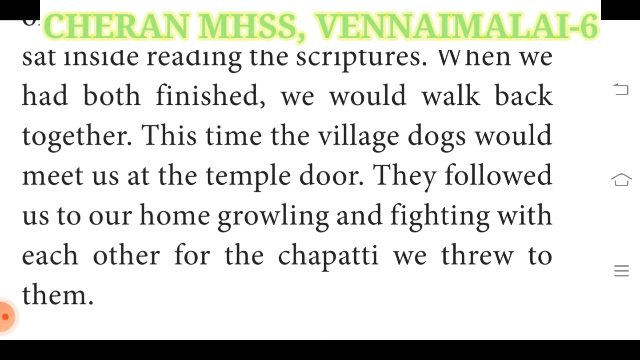 CHERAN MHSS, VENNAIMALAI-6
sat inside reading the scriptures. When we
had both finished, we would walk back
together. This time the village dogs would
meet us at the temple door. They followed
us to our home growling and fighting with
each other for the chapatti we threw to
them.